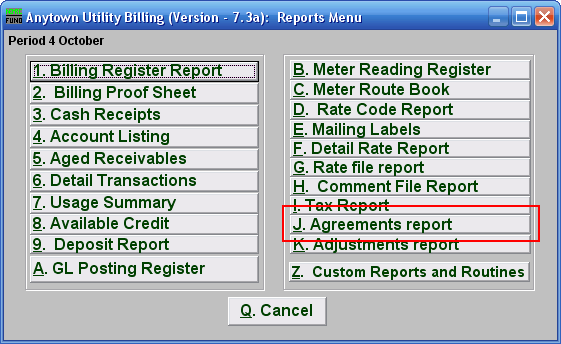 FUND
Anytown Utility Billing (Version - 7.3a): Reports Menu
Period 4 October
1. Billing Register Report
2. Billing Proof Sheet
3. Cash Receipts
4. Account Listing
5. Aged Receivables
6. Detail Transactions
7. Usage Summary
8. Available Credit
9. Deposit Report
A. GL Posting Register
B. Meter Reading Register
C. Meter Route Book
D. Rate Code Report
E. Mailing Labels
F. Detail Rate Report
G. Rate file report
H. Comment File Report
I. Tax Report
J. Agreements report
K. Adjustments report
Z. Custom Reports and Routines
Q. Cancel